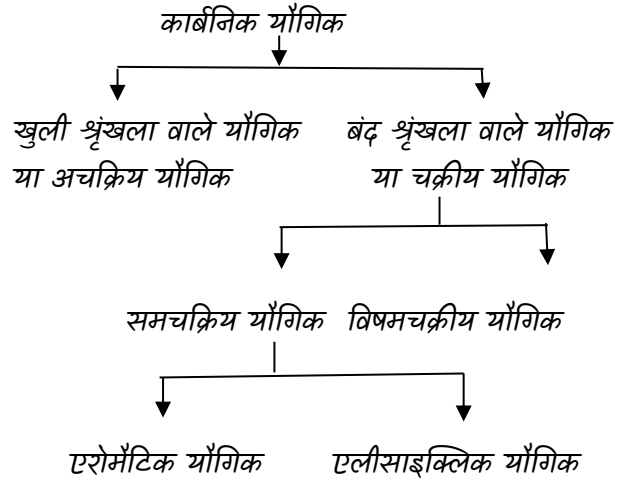 कार्बनिक यौगिक
खुली श्रृंखला वाले यौगिक
या अचक्रिय यौगिक
बंद श्रृंखला वाले यौगिक
या चक्रीय यौगिक
समचक्रिय यौगिक
विषमचक्रीय यौगिक
एरोमैटिक यौगिक
एलीसाइक्लिक यौगिक